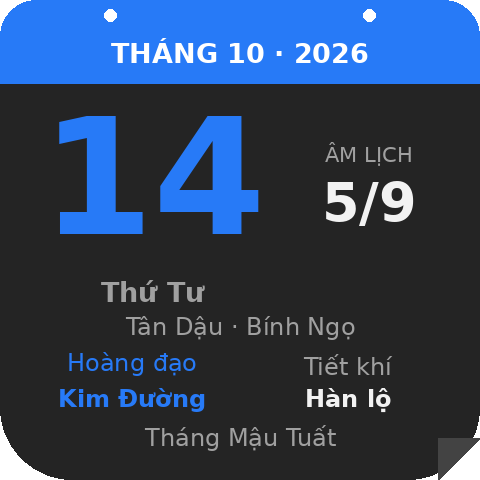 THÁNG 10 · 2026
14
ÂM LỊCH
5/9
Thứ Tư
Tân Dậu · Bính Ngọ
Hoàng đạo
Kim Đường
Tiết khí
Hàn lộ
Tháng Mậu Tuất